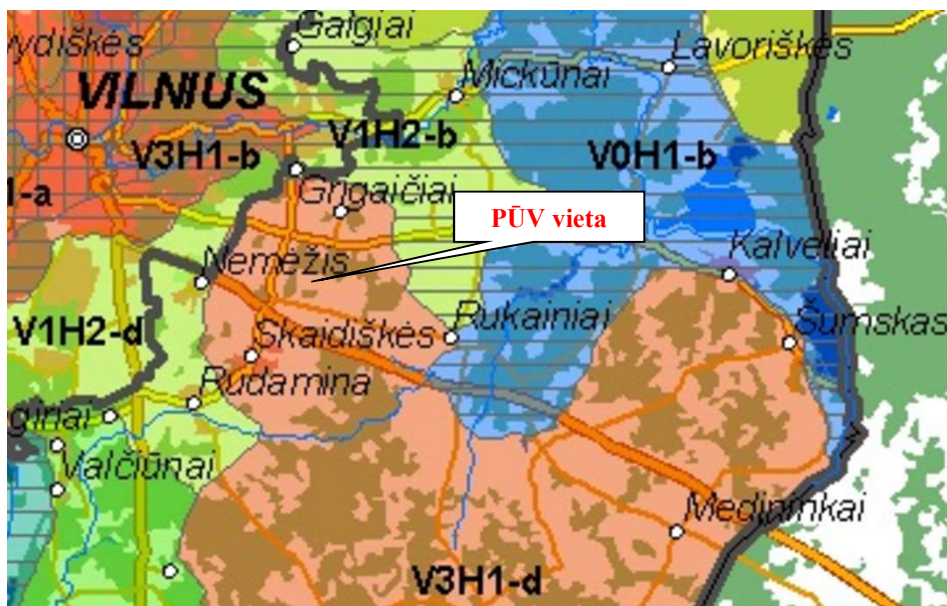 Galgiai
vydiškės
Lavoriškės
Mickūnai
VILNIUS
V1H2-b
V3H1-b
V0H1-b
1-a
Grigaičiai
PŪV vieta
Kalveliai
Nemėžis
Rukainiai
Šumskas
V1H2-d
Skaidiškės
Rudamina
giriai
Valčiūnai
Medininkai
V3H1-d